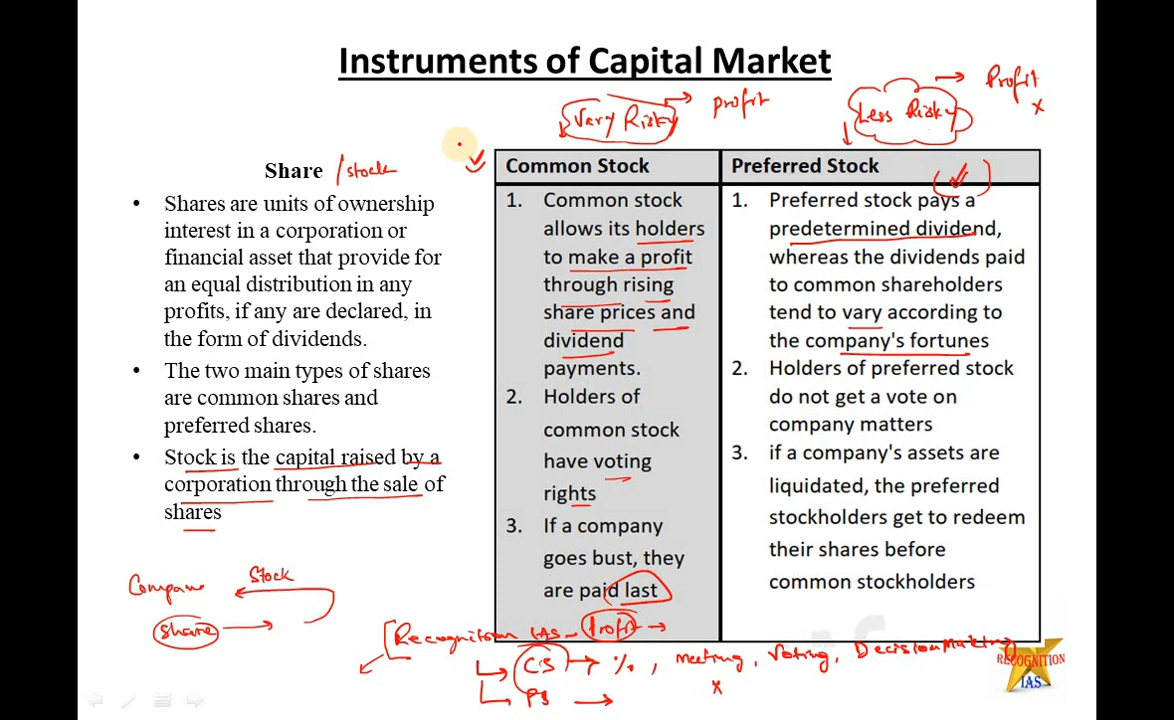 Instruments of Capital Market
Vary Risky → profit
Less Risky → Profit
x
Share /stock
• Shares are units of ownership
interest in a corporation or
financial asset that provide for
an equal distribution in any
profits, if any are declared, in
the form of dividends.
• The two main types of shares
are common shares and
preferred shares.
• Stock is the capital raised by a
corporation through the sale of
shares
Common Stock
1. Common stock
allows its holders
to make a profit
through rising
share prices and
dividend
payments.
2. Holders of
common stock
have voting
rights
3. If a company
goes bust, they
are paid last
Preferred Stock
1. Preferred stock pays a
predetermined dividend,
whereas the dividends paid
to common shareholders
tend to vary according to
the company's fortunes
2. Holders of preferred stock
do not get a vote on
company matters
3. if a company's assets are
liquidated, the preferred
stockholders get to redeem
their shares before
common stockholders
Stock
Share
Recognition IAS - Profit →
CS → %, meeting, Voting, Decision Making
x
PS →
RECOGNITION
IAS